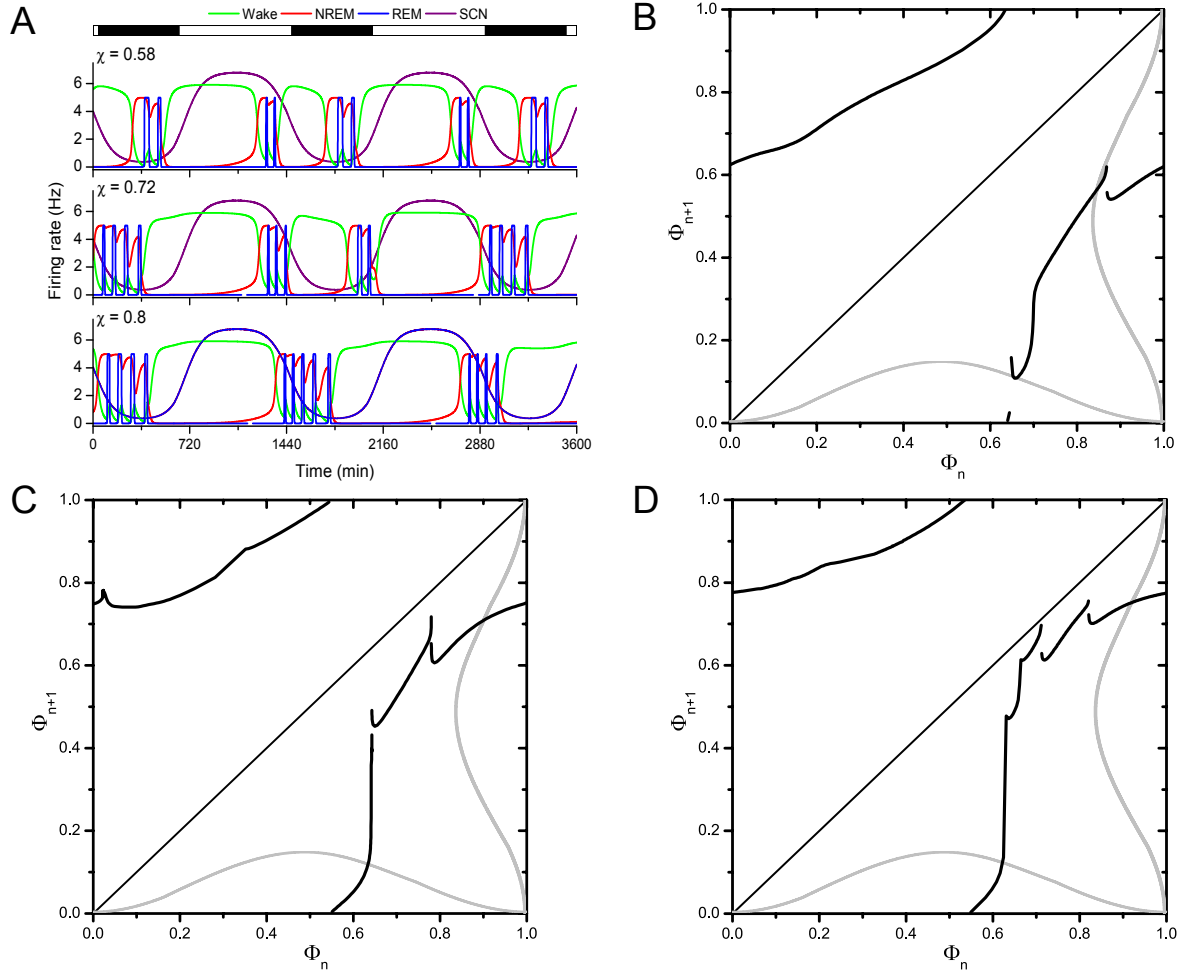 A
Wake NREM REM SCN
χ = 0.58
6
4
2
0
χ = 0.72
6
4
2
0
χ = 0.8
6
4
2
0
0 720 1440 2160 2880 3600
Firing rate (Hz)
Time (min)
B
1.0
0.8
0.6
0.4
0.2
0.0
0.0 0.2 0.4 0.6 0.8 1.0
Φn+1
Φn
C
1.0
0.8
0.6
0.4
0.2
0.0
0.0 0.2 0.4 0.6 0.8 1.0
Φn+1
Φn
D
1.0
0.8
0.6
0.4
0.2
0.0
0.0 0.2 0.4 0.6 0.8 1.0
Φn+1
Φn